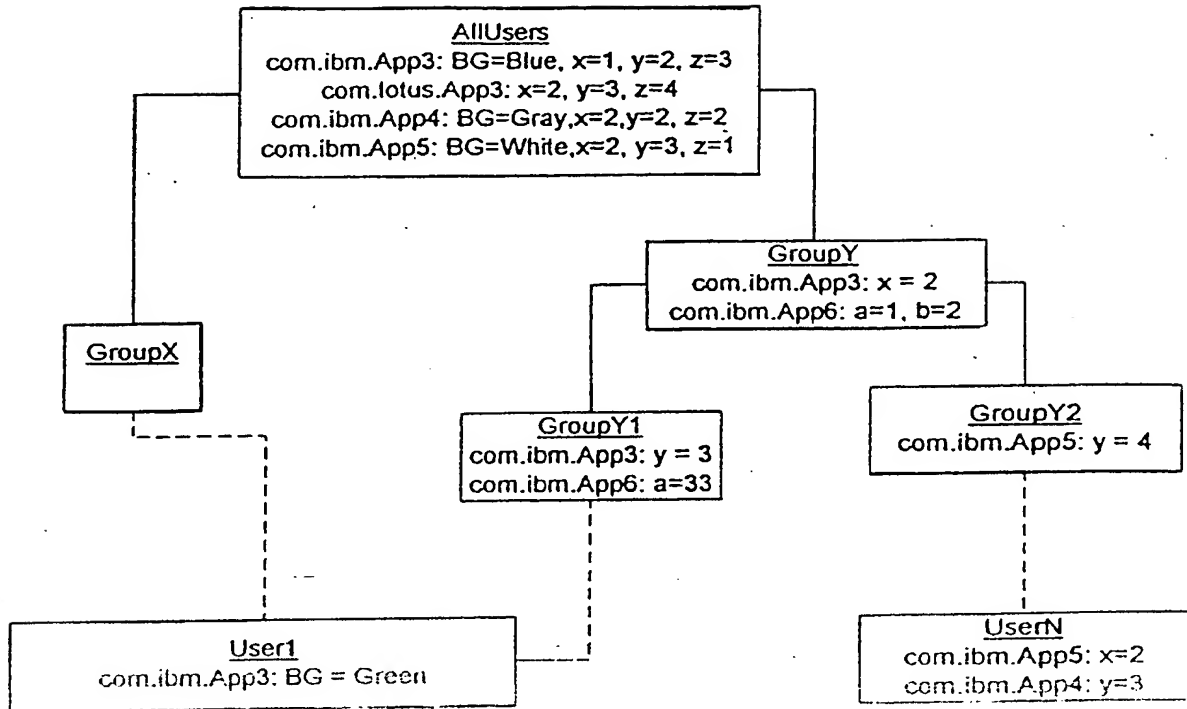 AllUsers
com.ibm.App3: BG=Blue, x=1, y=2, z=3
com.lotus.App3: x=2, y=3, z=4
com.ibm.App4: BG=Gray,x=2,y=2, z=2
com.ibm.App5: BG=White,x=2, y=3, z=1
GroupY
com.ibm.App3: x = 2
com.ibm.App6: a=1, b=2
GroupX
GroupY1
com.ibm.App3: y = 3
com.ibm.App6: a=33
GroupY2
com.ibm.App5: y = 4
User1
com.ibm.App3: BG = Green
UserN
com.ibm.App5: x=2
com.ibm.App4: y=3